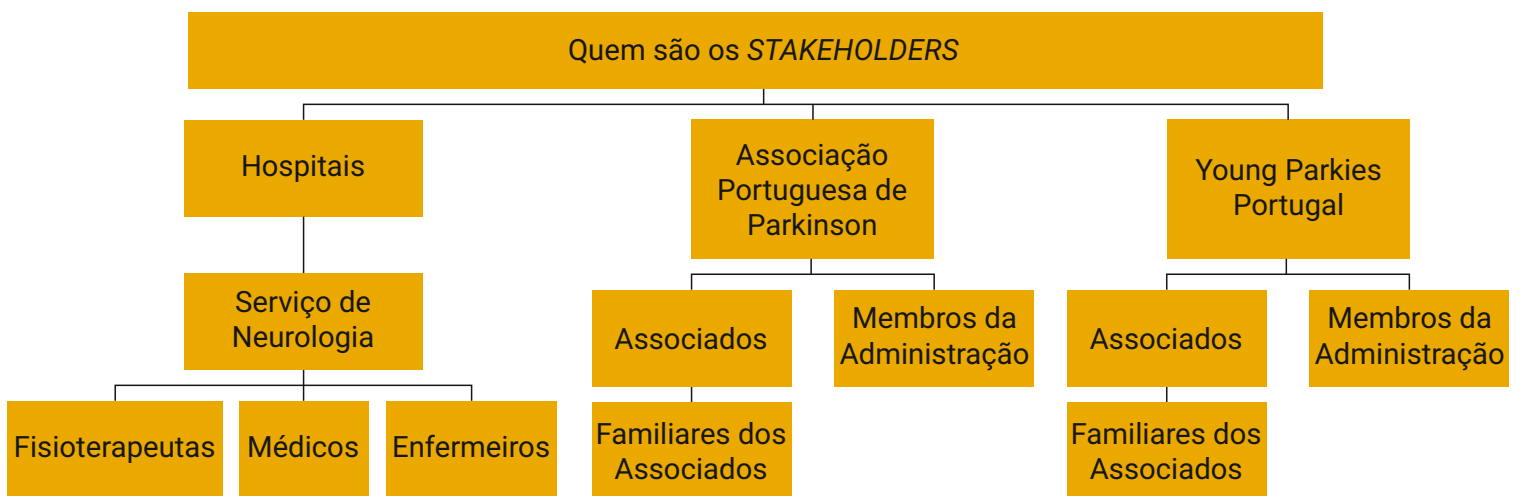 Quem são os STAKEHOLDERS
Hospitais
Associação
Portuguesa de
Parkinson
Young Parkies
Portugal
Serviço de
Neurologia
Associados
Membros da
Administração
Associados
Membros da
Administração
Fisioterapeutas
Médicos
Enfermeiros
Familiares dos
Associados
Familiares dos
Associados